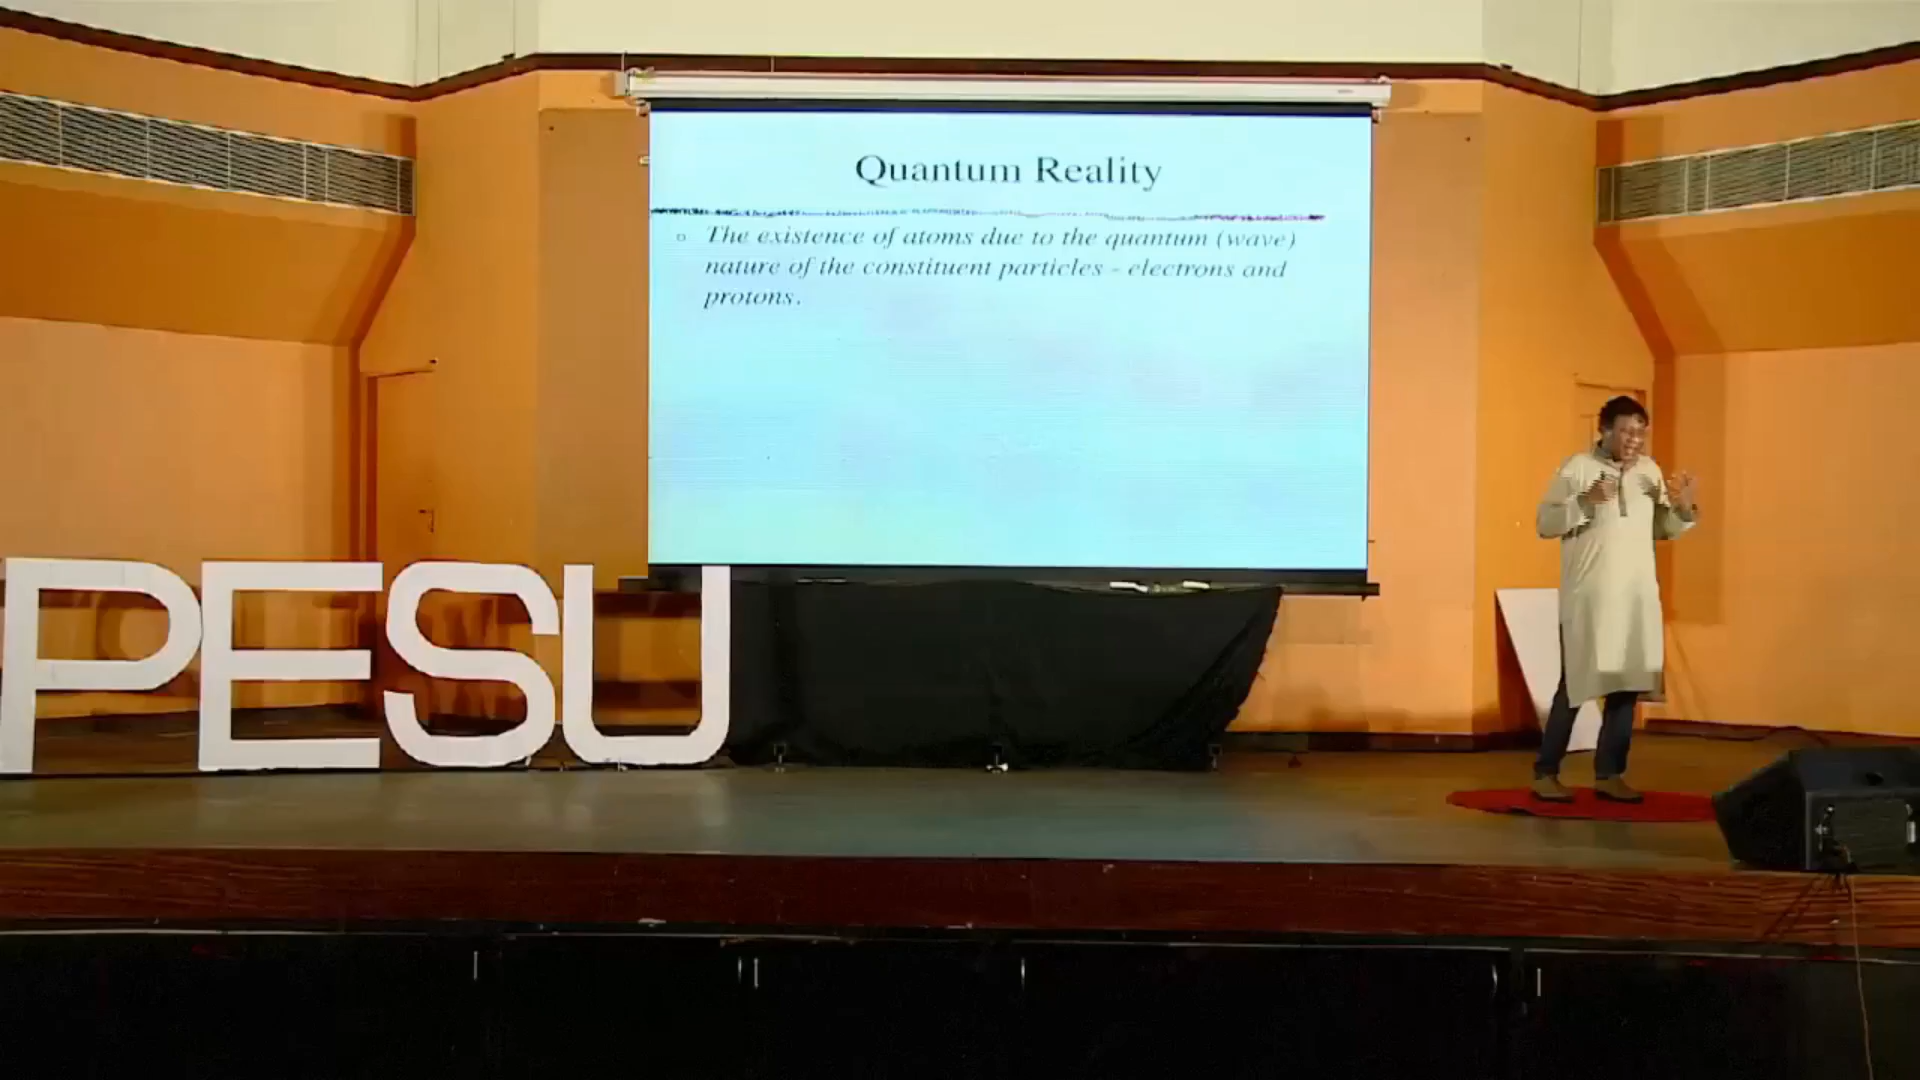 Quantum Reality
The existence of atoms due to the quantum (wave)
nature of the constituent particles - electrons and
protons.
PESU